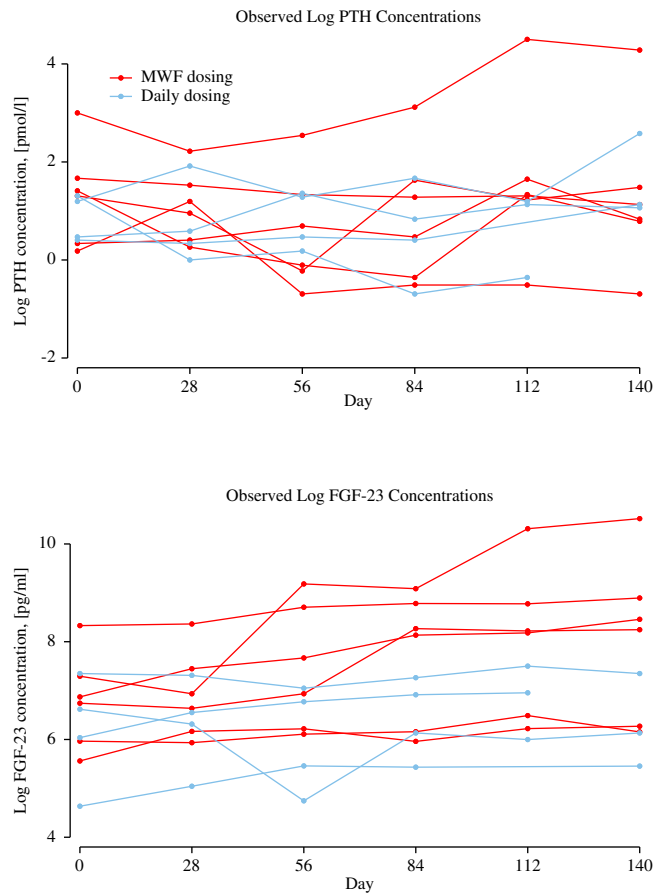 Observed Log PTH Concentrations
4
2
0
-2
Log PTH concentration, [pmol/l]
MWF dosing
Daily dosing
0 28 56 84 112 140
Day
Observed Log FGF-23 Concentrations
10
8
6
4
Log FGF-23 concentration, [pg/ml]
0 28 56 84 112 140
Day